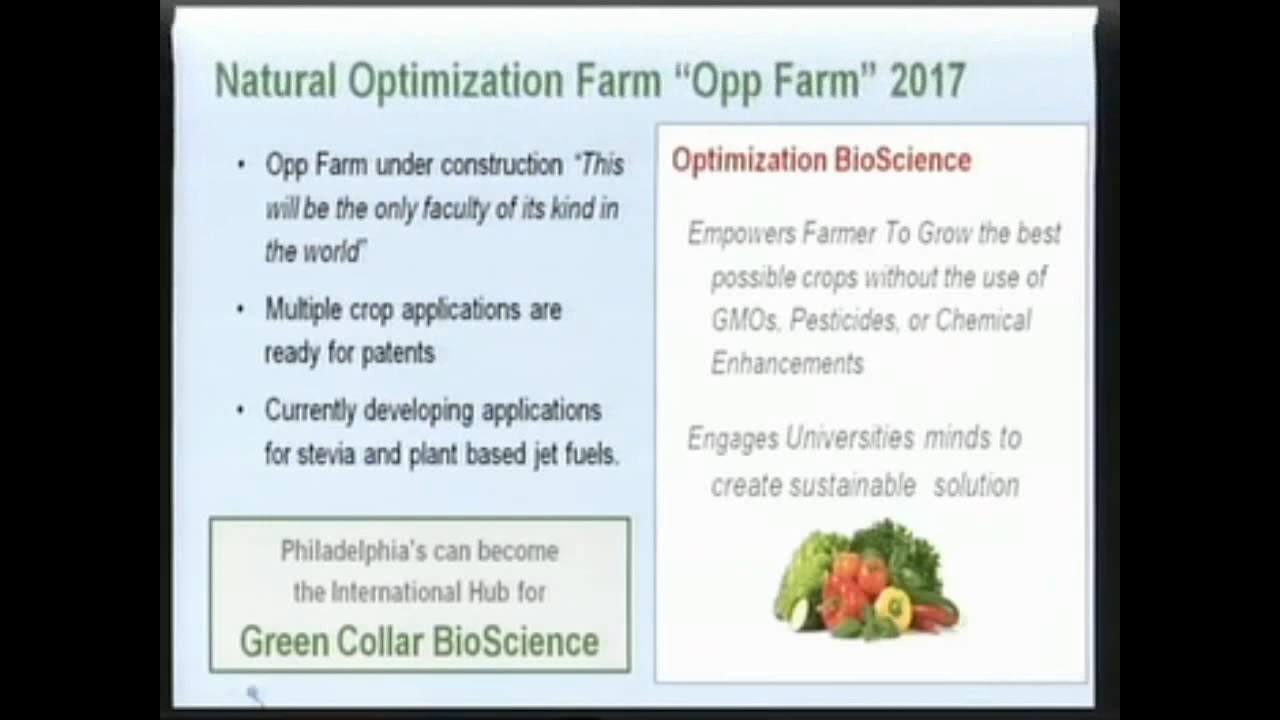 Natural Optimization Farm “Opp Farm” 2017
• Opp Farm under construction “This
will be the only faculty of its kind in
the world”
• Multiple crop applications are
ready for patents
• Currently developing applications
for stevia and plant based jet fuels.
Philadelphia's can become
the International Hub for
Green Collar BioScience
Optimization BioScience
Empowers Farmer To Grow the best
possible crops without the use of
GMOs, Pesticides, or Chemical
Enhancements
Engages Universities minds to
create sustainable solution